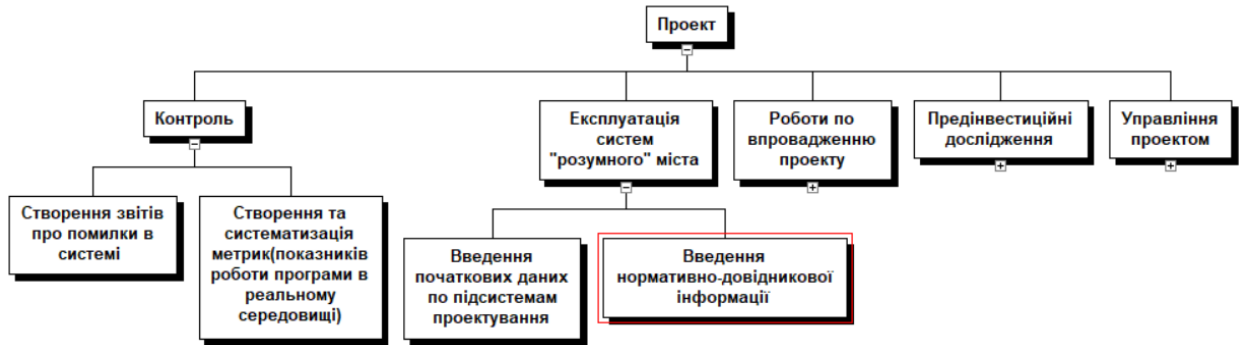 Проект
Контроль
Експлуатація
систем
"розумного" міста
Роботи по
впровадженню
проекту
Предінвестиційні
дослідження
Управління
проектом
Створення звітів
про помилки в
системі
Створення та
систематизація
метрик(показників
роботи програми в
реальному
середовищі)
Введення
початкових даних
по підсистемам
проектування
Введення
нормативно-довідникової
інформації